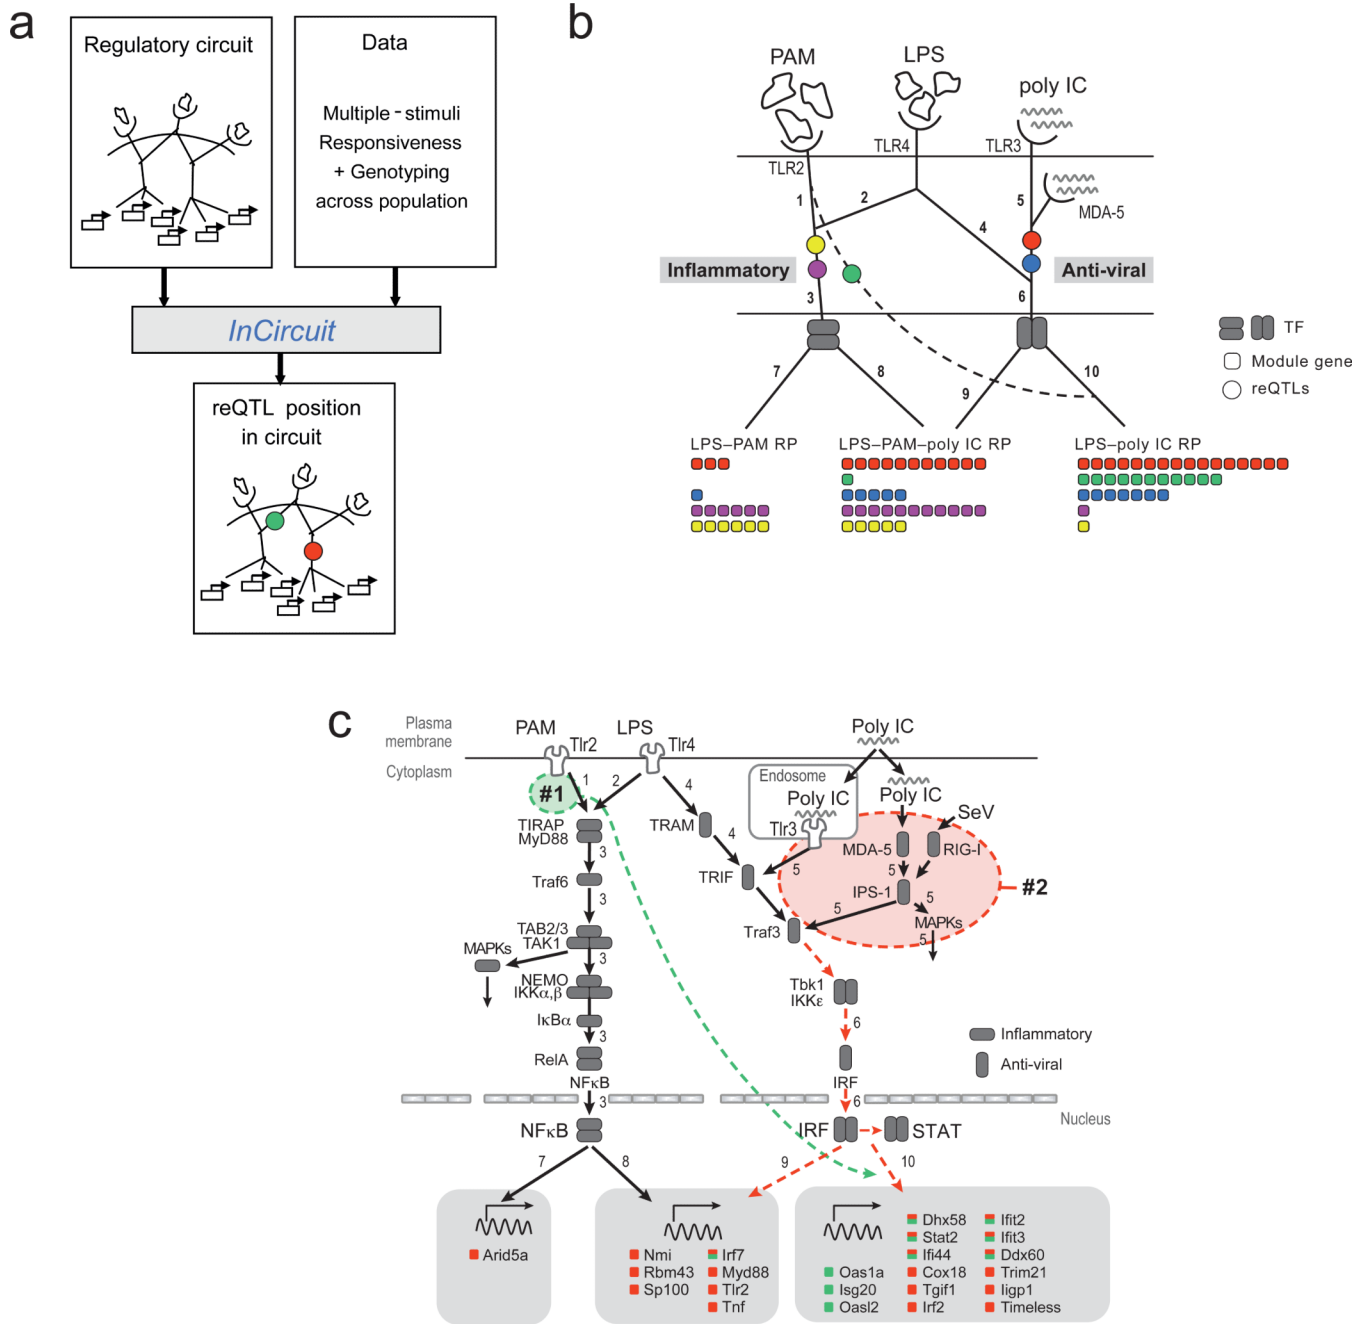 a
Regulatory circuit
Data
Multiple-stimuli
Responsiveness
+ Genotyping
across population
InCircuit
reQTL position
in circuit
b
PAM
LPS
poly IC
TLR2
TLR4
TLR3
MDA-5
1
2
4
5
Inflammatory
Anti-viral
3
6
7
8
9
10
TF
Module gene
reQTLs
LPS–PAM RP
LPS–PAM–poly IC RP
LPS–poly IC RP
c
Plasma
membrane
Cytoplasm
PAM
Tlr2
LPS
Tlr4
Poly IC
#1
1
2
4
Endosome
Poly IC
Tlr3
Poly IC
SeV
TIRAP
MyD88
TRAM
MDA-5
RIG-I
3
4
5
5
Traf6
TRIF
IPS-1
#2
3
5
5
TAB2/3
TAK1
Traf3
MAPKs
5
MAPKs
3
NEMO
IKKα,β
Tbk1
IKKε
IκBα
3
6
Inflammatory
RelA
Anti-viral
NFκB
IRF
3
6
Nucleus
NFκB
IRF
STAT
7
8
9
10
Arid5a
Nmi
Rbm43
Sp100
Irf7
Myd88
Tlr2
Tnf
Oas1a
Isg20
Oasl2
Dhx58
Stat2
Ifi44
Cox18
Tgif1
Irf2
Ifit2
Ifit3
Ddx60
Trim21
Iigp1
Timeless